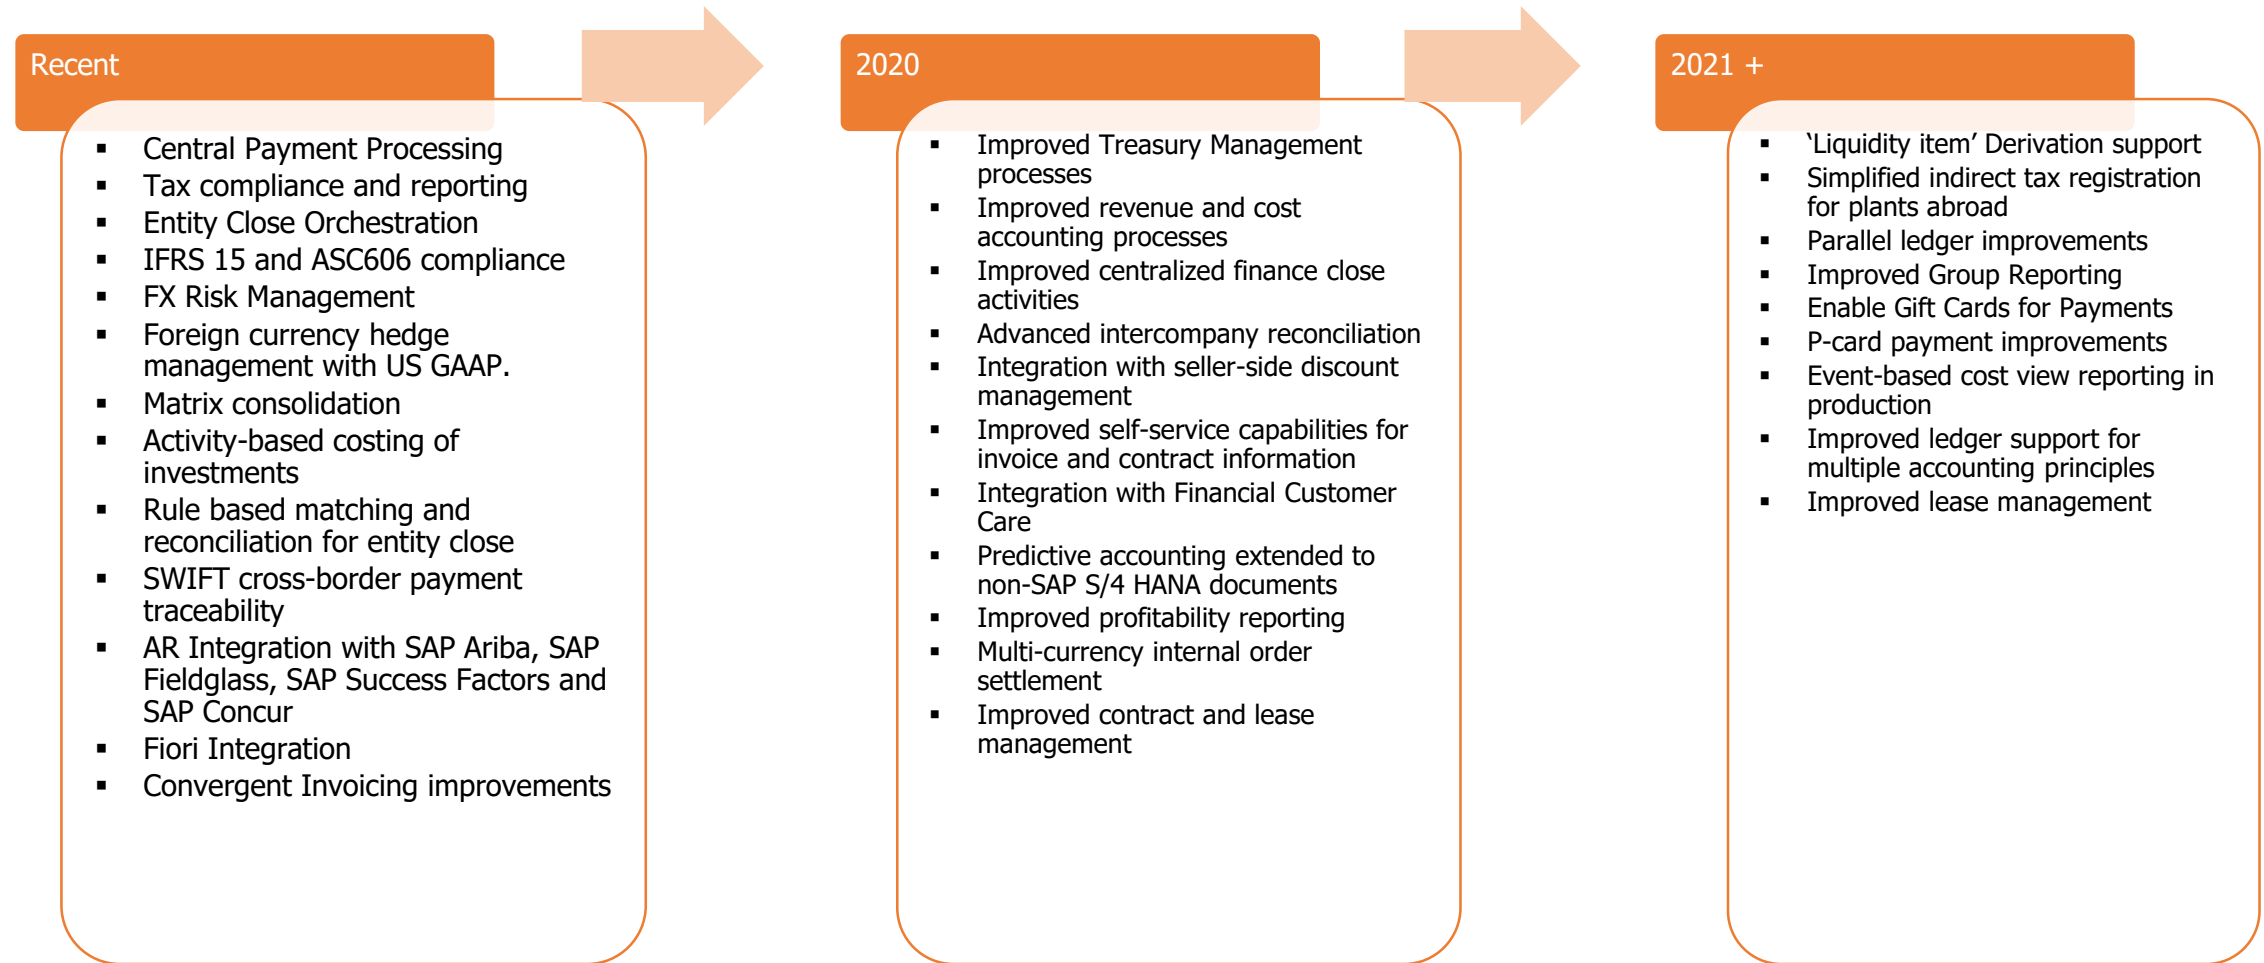 Recent
▪ Central Payment Processing
▪ Tax compliance and reporting
▪ Entity Close Orchestration
▪ IFRS 15 and ASC606 compliance
▪ FX Risk Management
▪ Foreign currency hedge
management with US GAAP.
▪ Matrix consolidation
▪ Activity-based costing of
investments
▪ Rule based matching and
reconciliation for entity close
▪ SWIFT cross-border payment
traceability
▪ AR Integration with SAP Ariba, SAP
Fieldglass, SAP Success Factors and
SAP Concur
▪ Fiori Integration
▪ Convergent Invoicing improvements
2020
▪ Improved Treasury Management
processes
▪ Improved revenue and cost
accounting processes
▪ Improved centralized finance close
activities
▪ Advanced intercompany reconciliation
▪ Integration with seller-side discount
management
▪ Improved self-service capabilities for
invoice and contract information
▪ Integration with Financial Customer
Care
▪ Predictive accounting extended to
non-SAP S/4 HANA documents
▪ Improved profitability reporting
▪ Multi-currency internal order
settlement
▪ Improved contract and lease
management
2021 +
▪ ‘Liquidity item’ Derivation support
▪ Simplified indirect tax registration
for plants abroad
▪ Parallel ledger improvements
▪ Improved Group Reporting
▪ Enable Gift Cards for Payments
▪ P-card payment improvements
▪ Event-based cost view reporting in
production
▪ Improved ledger support for
multiple accounting principles
▪ Improved lease management